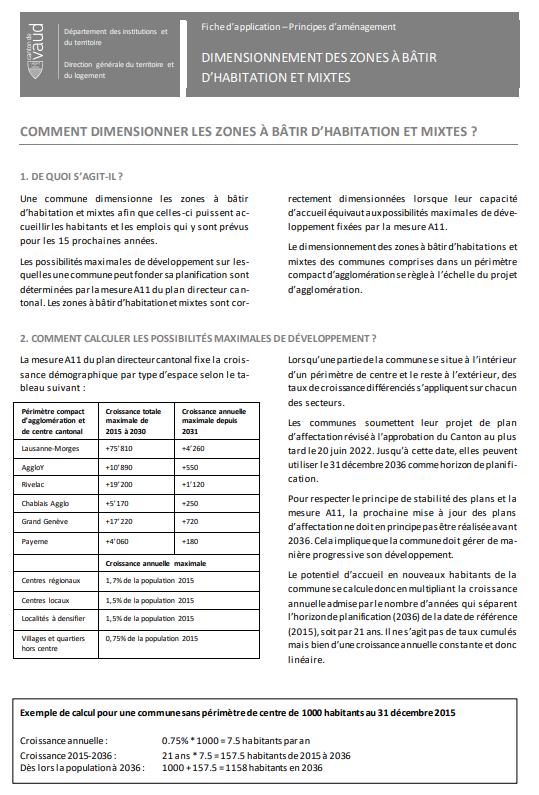 Canton de
vaud
Département des institutions et
du territoire
Direction générale du territoire et
du logement
Fiche d'application – Principes d'aménagement
DIMENSIONNEMENT DES ZONES À BÂTIR
D'HABITATION ET MIXTES
COMMENT DIMENSIONNER LES ZONES À BÂTIR D'HABITATION ET MIXTES ?
1. DE QUOI S'AGIT-IL ?
Une commune dimensionne les zones à bâtir
d'habitation et mixtes afin que celles-ci puissent ac-
cueillir les habitants et les emplois qui y sont prévus
pour les 15 prochaines années.
Les possibilités maximales de développement sur les-
quelles une commune peut fonder sa planification sont
déterminées par la mesure A11 du plan directeur can-
tonal. Les zones à bâtir d'habitation et mixtes sont cor-
rectement dimensionnées lorsque leur capacité
d'accueil équivaut aux possibilités maximales de déve-
loppement fixées par la mesure A11.
Le dimensionnement des zones à bâtir d'habitations et
mixtes des communes comprises dans un périmètre
compact d'agglomération se règle à l'échelle du projet
d'agglomération.
2. COMMENT CALCULER LES POSSIBILITÉS MAXIMALES DE DÉVELOPPEMENT ?
La mesure A11 du plan directeur cantonal fixe la crois-
sance démographique par type d'espace selon le ta-
bleau suivant :
Périmètre compact
d'agglomération et
de centre cantonal
Croissance totale
maximale de
2015 à 2030
Croissance annuelle
maximale depuis
2031
Lausanne-Morges +75'810 +4'260
AggloY +10'890 +550
Rivelac +19'200 +1'120
Chablais Agglo +5'170 +250
Grand Genève +17'220 +720
Payerne +4'060 +180
Croissance annuelle maximale
Centres régionaux 1,7% de la population 2015
Centres locaux 1,5% de la population 2015
Localités à densifier 1,5% de la population 2015
Villages et quartiers
hors centre
0,75% de la population 2015
Lorsqu'une partie de la commune se situe à l'intérieur
d'un périmètre de centre et le reste à l'extérieur, des
taux de croissance différenciés s'appliquent sur chacun
des secteurs.
Les communes soumettent leur projet de plan
d'affectation révisé à l'approbation du Canton au plus
tard le 20 juin 2022. Jusqu'à cette date, elles peuvent
utiliser le 31 décembre 2036 comme horizon de planifi-
cation.
Pour respecter le principe de stabilité des plans et la
mesure A11, la prochaine mise à jour des plans
d'affectation ne doit en principe pas être réalisée avant
2036. Cela implique que la commune doit gérer de ma-
nière progressive son développement.
Le potentiel d'accueil en nouveaux habitants de la
commune se calcule donc en multipliant la croissance
annuelle admise par le nombre d'années qui séparent
l'horizon de planification (2036) de la date de référence
(2015), soit par 21 ans. Il ne s'agit pas de taux cumulés
mais bien d'une croissance annuelle constante et donc
linéaire.
Exemple de calcul pour une commune sans périmètre de centre de 1000 habitants au 31 décembre 2015
Croissance annuelle : 0.75% * 1000 = 7.5 habitants par an
Croissance 2015-2036 : 21 ans * 7.5 = 157.5 habitants de 2015 à 2036
Dès lors la population à 2036 : 1000 + 157.5 = 1158 habitants en 2036